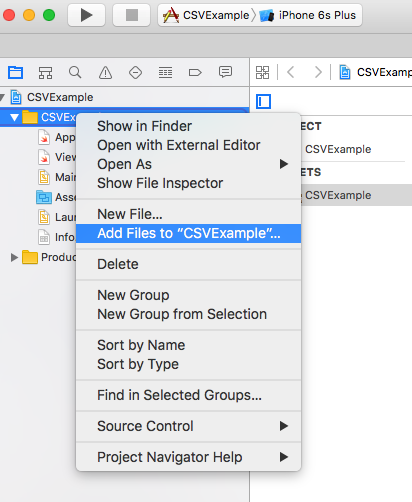 CSVExample iPhone 6s Plus
CSVExamp
CSVExample
CSVEx
App
View
Main
Asse
Laun
Info
Produ
Show in Finder
Open with External Editor
Open As
Show File Inspector
New File...
Add Files to “CSVExample”...
Delete
New Group
New Group from Selection
Sort by Name
Sort by Type
Find in Selected Groups...
Source Control
Project Navigator Help
ECT
CSVExample
ETS
CSVExample